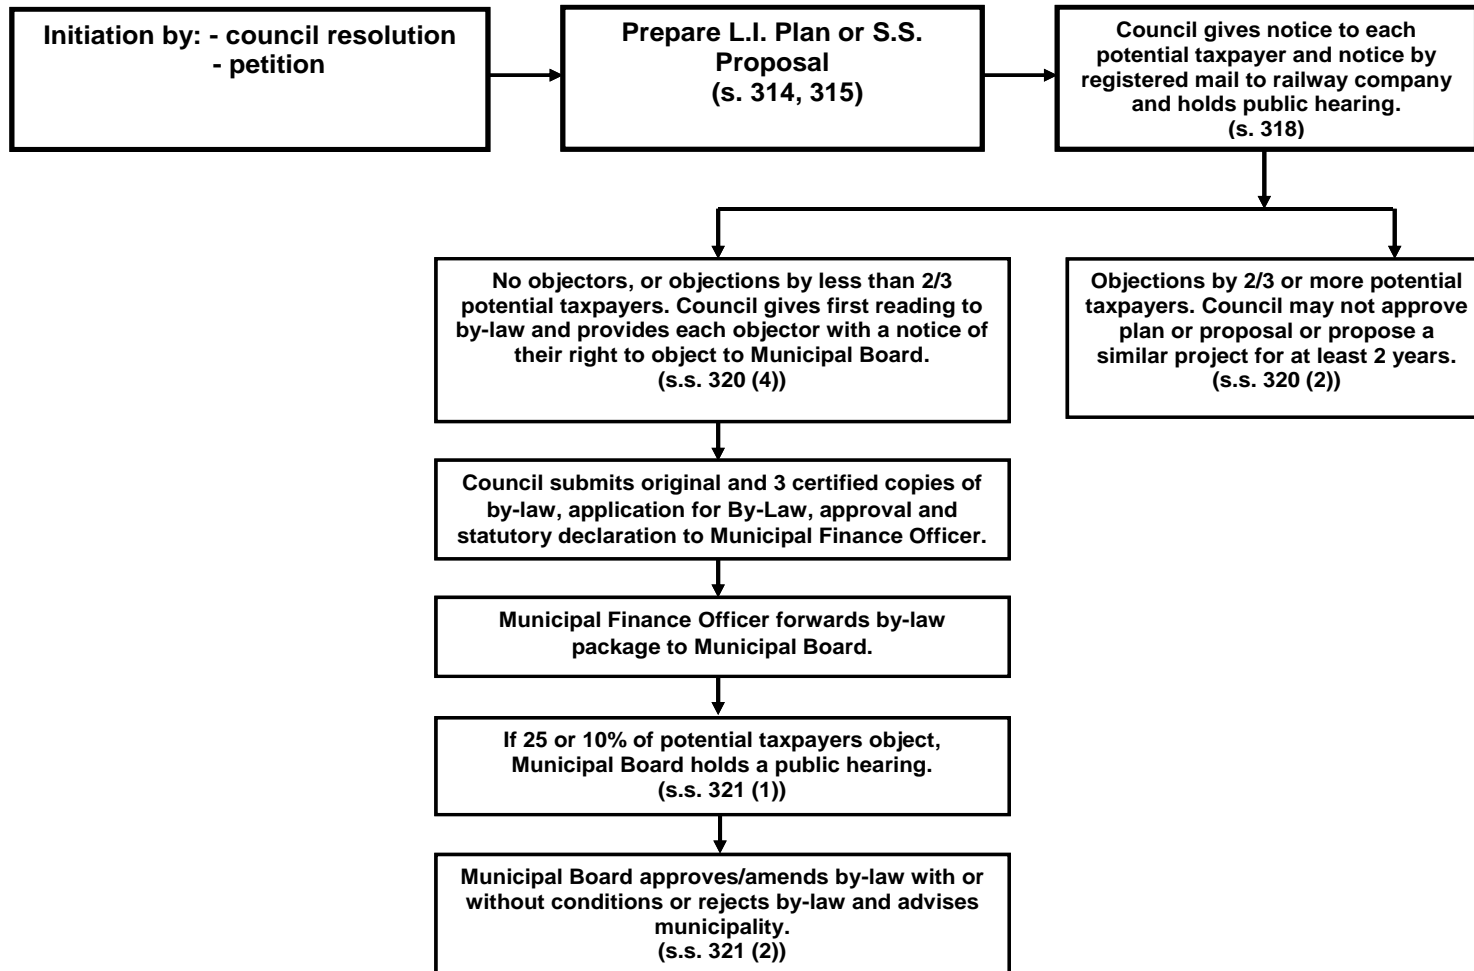 Initiation by: - council resolution
- petition
Prepare L.I. Plan or S.S.
Proposal
(s. 314, 315)
Council gives notice to each
potential taxpayer and notice by
registered mail to railway company
and holds public hearing.
(s. 318)
No objectors, or objections by less than 2/3
potential taxpayers. Council gives first reading to
by-law and provides each objector with a notice of
their right to object to Municipal Board.
(s.s. 320 (4))
Objections by 2/3 or more potential
taxpayers. Council may not approve
plan or proposal or propose a
similar project for at least 2 years.
(s.s. 320 (2))
Council submits original and 3 certified copies of
by-law, application for By-Law, approval and
statutory declaration to Municipal Finance Officer.
Municipal Finance Officer forwards by-law
package to Municipal Board.
If 25 or 10% of potential taxpayers object,
Municipal Board holds a public hearing.
(s.s. 321 (1))
Municipal Board approves/amends by-law with or
without conditions or rejects by-law and advises
municipality.
(s.s. 321 (2))